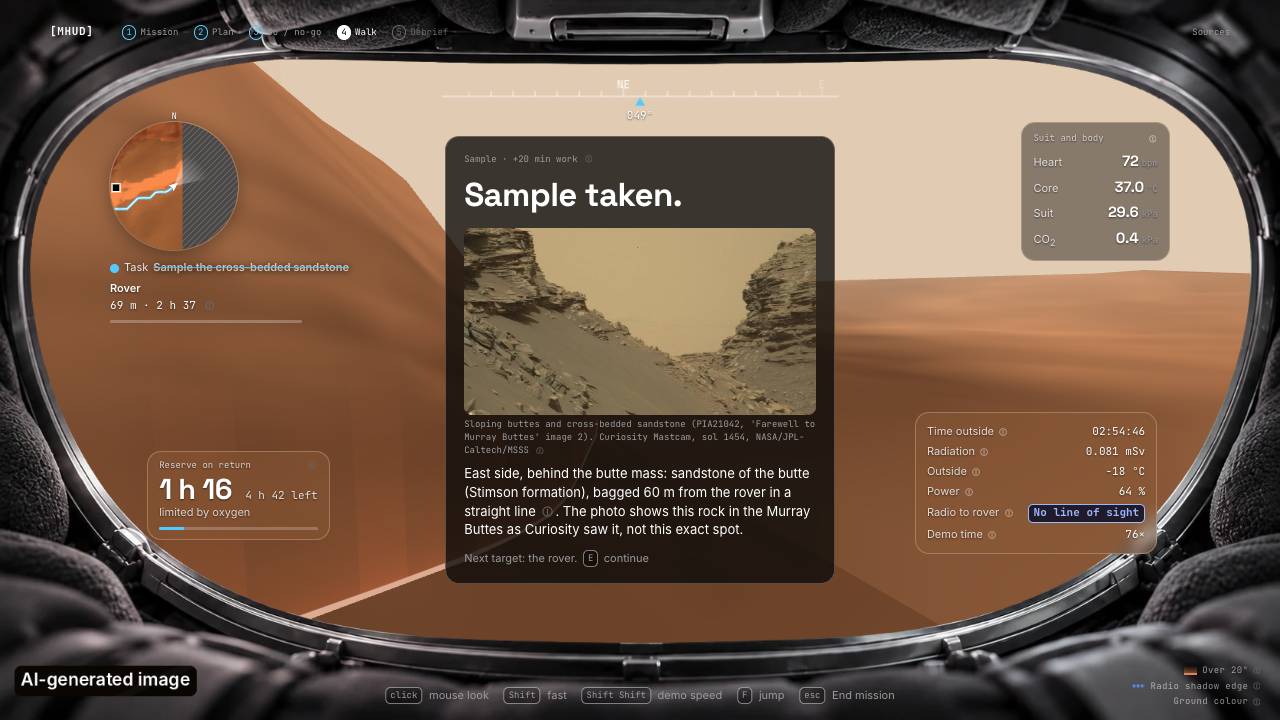 [MHUD]
1 Mission
2 Plan
3 / no-go
4 Walk
5 Debrief
Sources
NE
E
049°
N
Task Sample the cross-bedded sandstone
Rover
69 m · 2 h 37
Reserve on return
1 h 16 4 h 42 left
limited by oxygen
Sample · +20 min work
Sample taken.
Sloping buttes and cross-bedded sandstone (PIA21042, 'Farewell to
Murray Buttes' image 2). Curiosity Mastcam, sol 1454, NASA/JPL-
Caltech/MSSS
East side, behind the butte mass: sandstone of the butte
(Stimson formation), bagged 60 m from the rover in a
straight line . The photo shows this rock in the Murray
Buttes as Curiosity saw it, not this exact spot.
Next target: the rover. E continue
Suit and body
Heart 72 bpm
Core 37.0 °C
Suit 29.6 kPa
CO2 0.4 kPa
Time outside 02:54:46
Radiation 0.081 mSv
Outside -18 °C
Power 64 %
Radio to rover No line of sight
Demo time 76×
AI-generated image
click mouse look Shift fast Shift Shift demo speed F jump esc End mission
Over 20°
Radio shadow edge
Ground colour